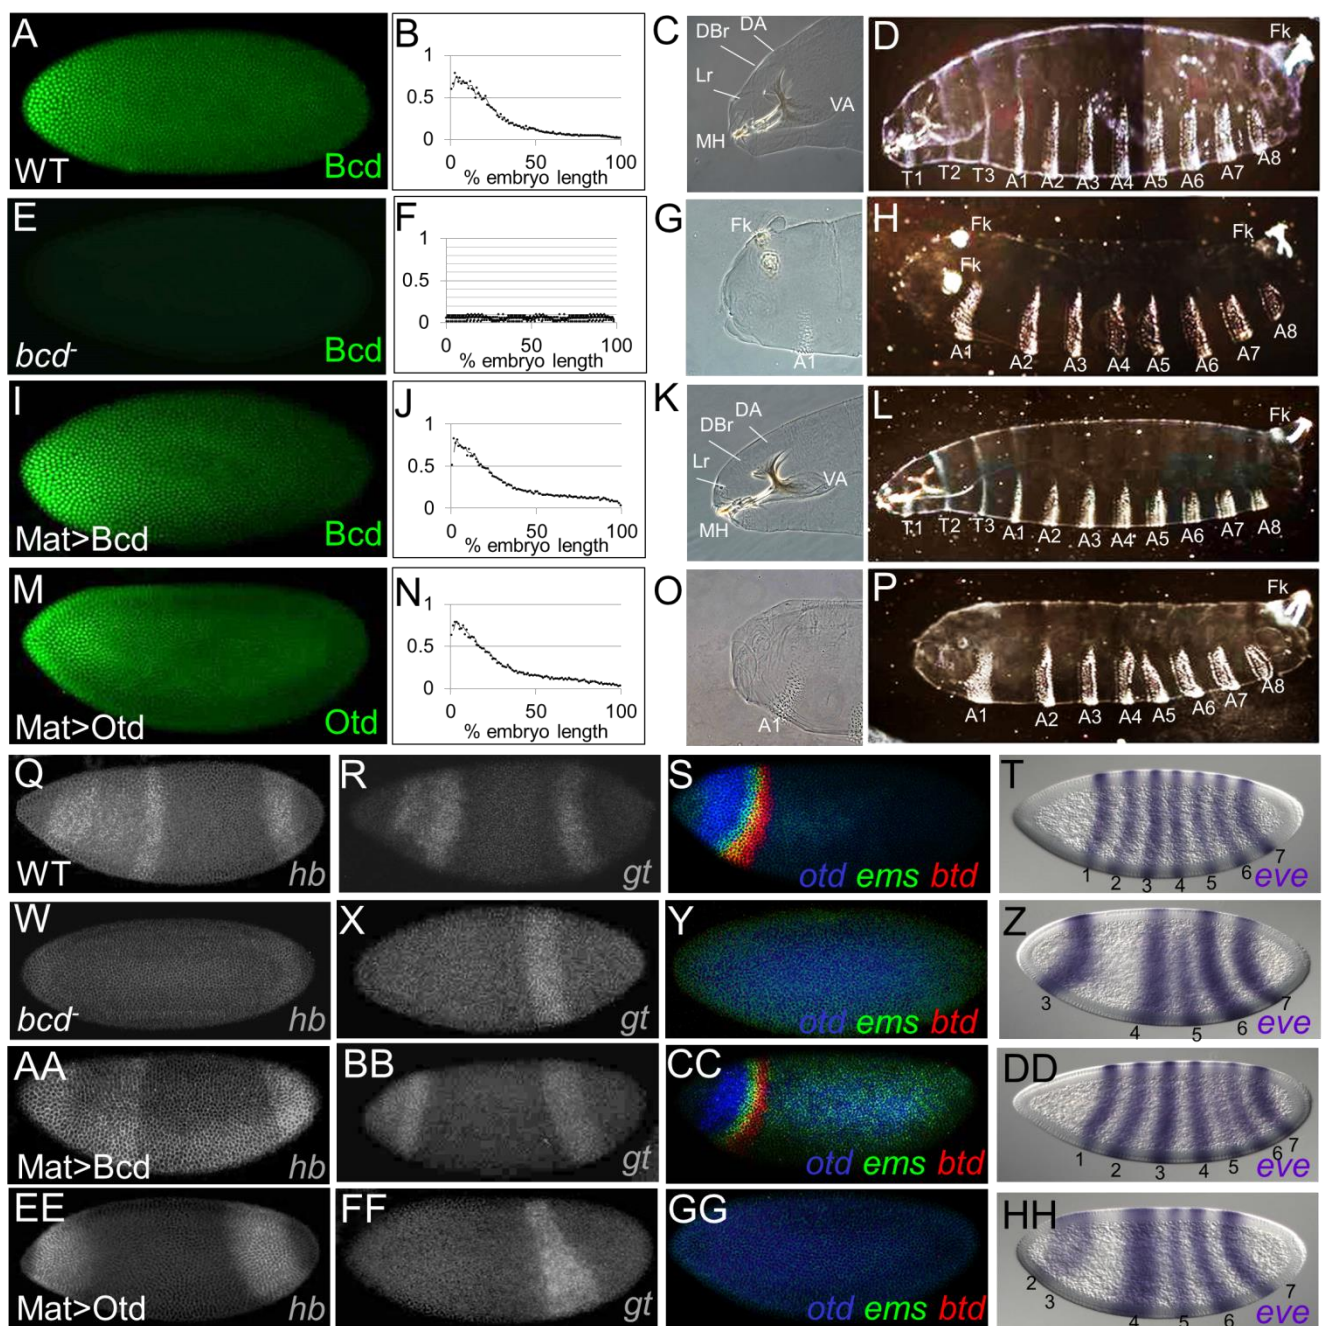 A
WT
Bcd
B
1
0.5
0
0 50 100
% embryo length
C
DBr
DA
Lr
VA
MH
D
Fk
T1 T2 T3 A1 A2 A3 A4 A5 A6 A7 A8
E
bcd-
Bcd
F
1
0.5
0
0 50 100
% embryo length
G
Fk
A1
H
Fk
Fk
Fk
A1 A2 A3 A4 A5 A6 A7 A8
I
Mat>Bcd
Bcd
J
1
0.5
0
0 50 100
% embryo length
K
DA
DBr
Lr
VA
MH
L
Fk
T1 T2 T3 A1 A2 A3 A4 A5 A6 A7 A8
M
Mat>Otd
Otd
N
1
0.5
0
0 50 100
% embryo length
O
A1
P
Fk
A1 A2 A3 A4 A5 A6 A7 A8
Q
WT
hb
R
gt
S
otd ems btd
T
1 2 3 4 5 6 7
eve
W
bcd-
hb
X
gt
Y
otd ems btd
Z
3 4 5 6 7
eve
AA
Mat>Bcd
hb
BB
gt
CC
otd ems btd
DD
1 2 3 4 5 6 7
eve
EE
Mat>Otd
hb
FF
gt
GG
otd ems btd
HH
2 3 4 5 6 7
eve